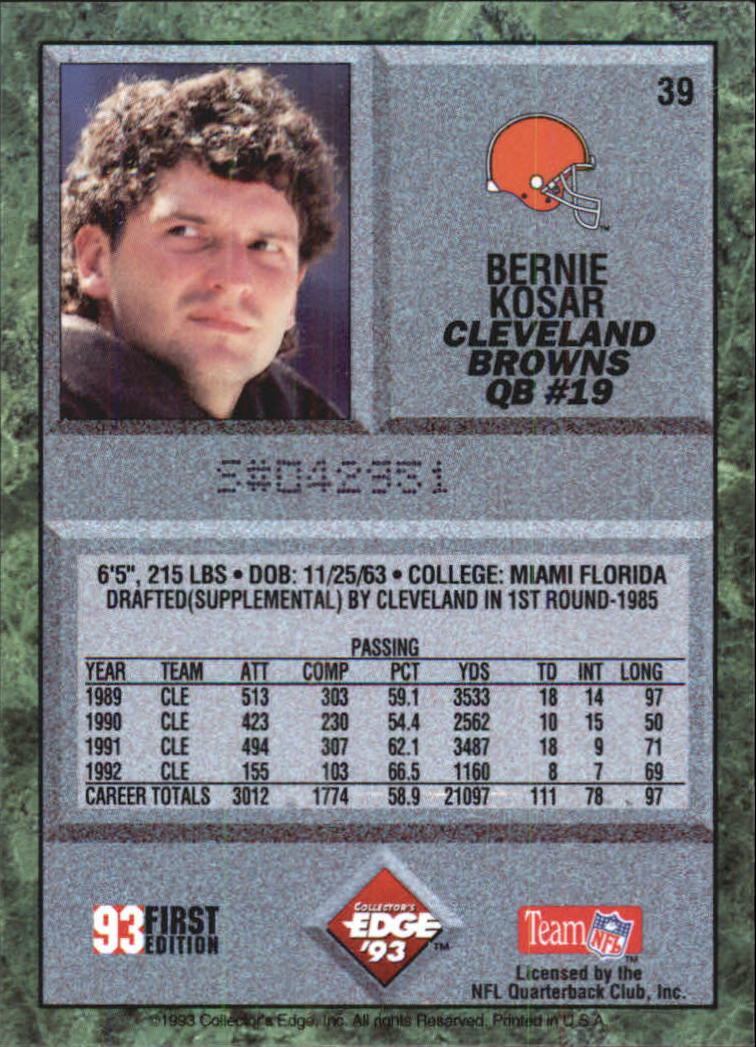 39
BERNIE
KOSAR
CLEVELAND
BROWNS
QB #19
S#042931
6'5", 215 LBS • DOB: 11/25/63 • COLLEGE: MIAMI FLORIDA
DRAFTED(SUPPLEMENTAL) BY CLEVELAND IN 1ST ROUND-1985
PASSING
YEAR TEAM ATT COMP PCT YDS TD INT LONG
1989 CLE 513 303 59.1 3533 18 14 97
1990 CLE 423 230 54.4 2562 10 15 50
1991 CLE 494 307 62.1 3487 18 9 71
1992 CLE 155 103 66.5 1160 8 7 69
CAREER TOTALS 3012 1774 58.9 21097 111 78 97
93 FIRST
EDITION
COLLECTOR'S
EDGE
'93 TM
Team NFL TM
Licensed by the
NFL Quarterback Club, Inc.
©1993 Collector's Edge, Inc. All rights Reserved. Printed in U.S.A.